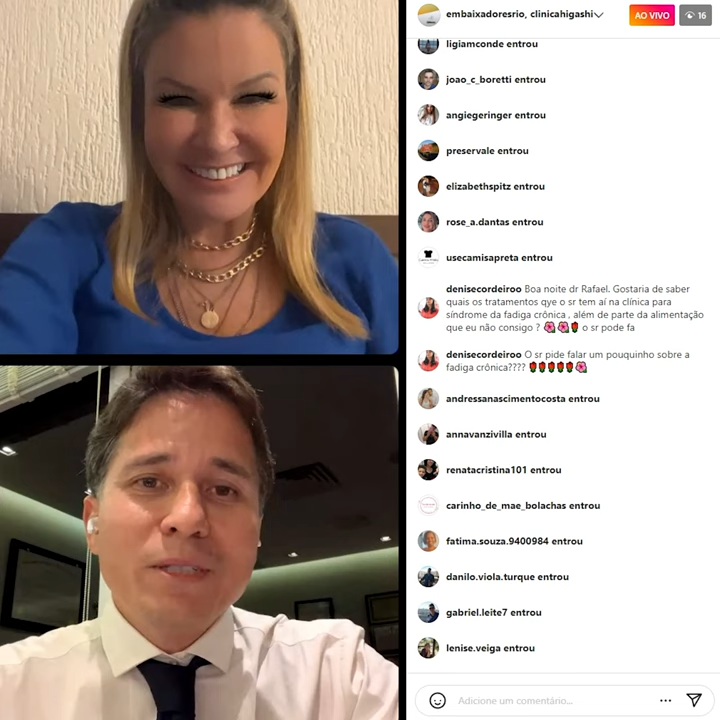 embaixadoresrio, clinicahigashi
AO VIVO
16
ligiamconde entrou
joao_c_boretti entrou
angiegeringer entrou
preservale entrou
elizabethspitz entrou
rose_a.dantas entrou
usecamisapreta entrou
denisecordeiroo Boa noite dr Rafael. Gostaria de saber
quais os tratamentos qye o sr tem aí na clínica para
síndrome da fadiga crônica , além de parte da alimentação
que eu não consigo ? 🌺🌺🌹 o sr pode fa
denisecordeiroo O sr pide falar um pouquinho sobre a
fadiga crônica???? 🌹🌹🌹🌹🌹🌺
andressanascimentocosta entrou
annavanzivilla entrou
renatacristina101 entrou
carinho_de_mae_bolachas entrou
fatima.souza.9400984 entrou
danilo.viola.turque entrou
gabriel.leite7 entrou
lenise.veiga entrou
Adicione um comentário...